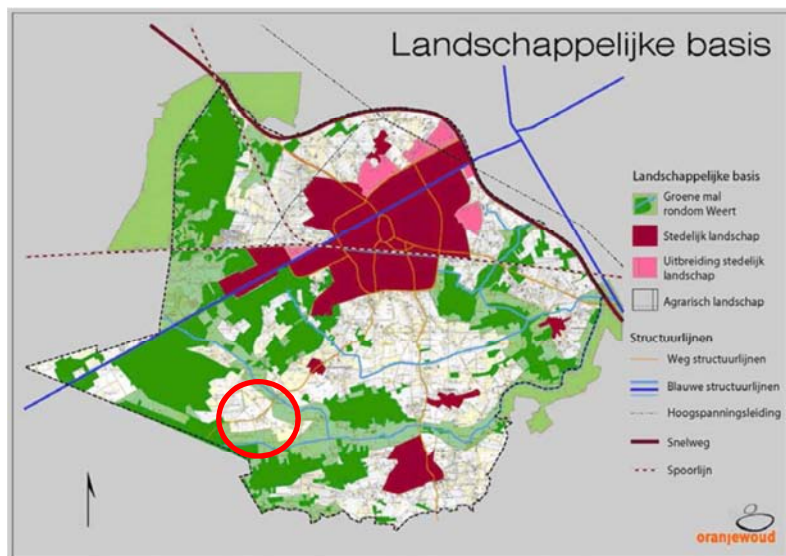 Landschappelijke basis
Landschappelijke basis
Groene mal
rondom Weert
Stedelijk landschap
Uitbreiding stedelijk
landschap
Agrarisch landschap
Structuurlijnen
Weg structuurlijnen
Blauwe structuurlijnen
Hoogspanningsleiding
Snelweg
Spoorlijn
oranjewoud